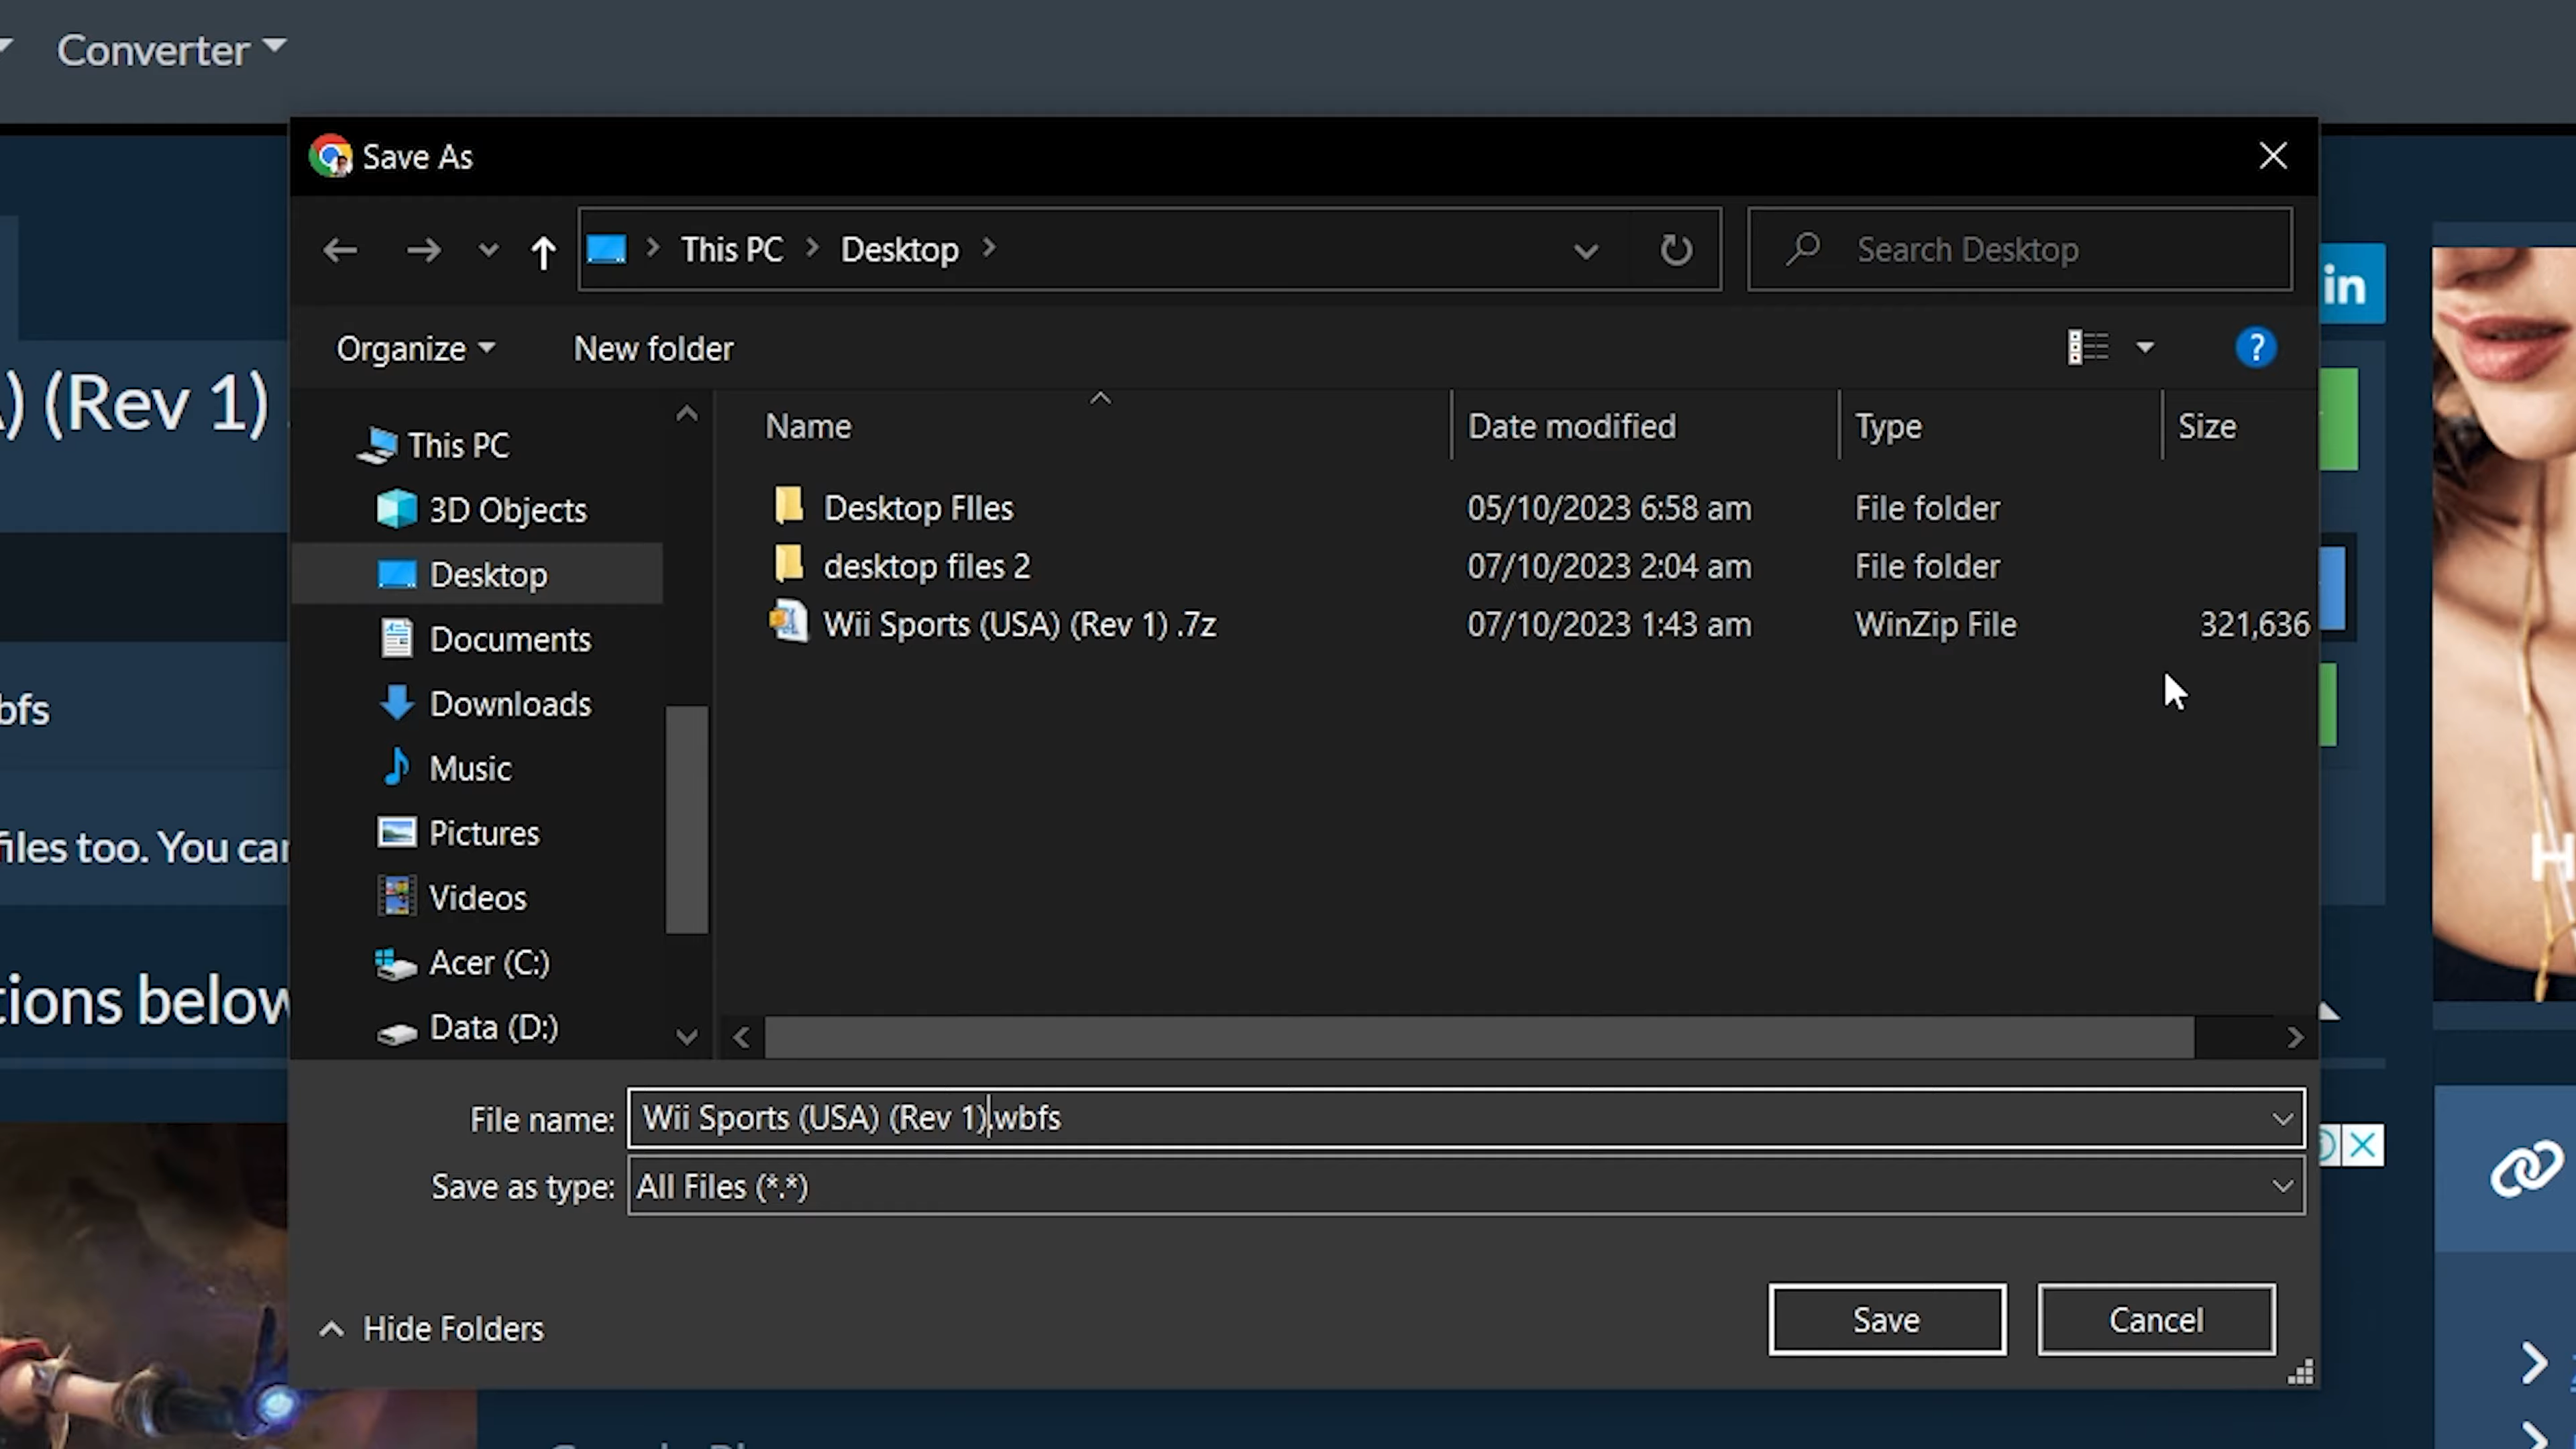 Converter
Save As
This PC
Desktop
Search Desktop
in
Organize
New folder
?
) (Rev 1)
Name
Date modified
Type
Size
This PC
3D Objects
Desktop
Documents
Downloads
Music
Pictures
Videos
Acer (C:)
Data (D:)
Desktop FIles
05/10/2023 6:58 am
File folder
desktop files 2
07/10/2023 2:04 am
File folder
Wii Sports (USA) (Rev 1) .7z
07/10/2023 1:43 am
WinZip File
321,636
bfs
files too. You can
tions below
H
File name:
Wii Sports (USA) (Rev 1).wbfs
Save as type:
All Files (*.*)
Hide Folders
Save
Cancel